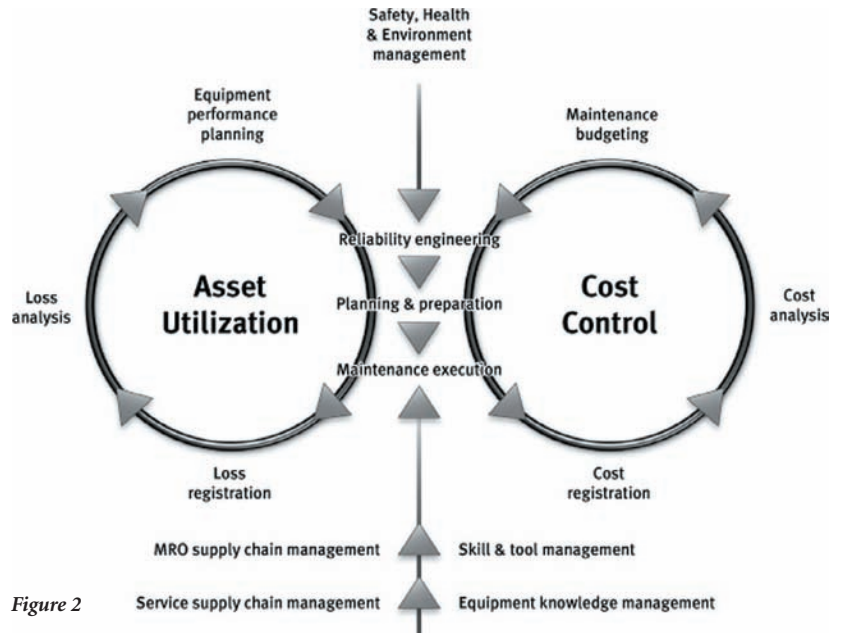 Safety, Health
& Environment
management
Equipment
performance
planning
Maintenance
budgeting
Reliability engineering
Loss
analysis
Asset
Utilization
Planning & preparation
Cost
Control
Cost
analysis
Maintenance execution
Loss
registration
Cost
registration
MRO supply chain management
Skill & tool management
Service supply chain management
Equipment knowledge management
Figure 2